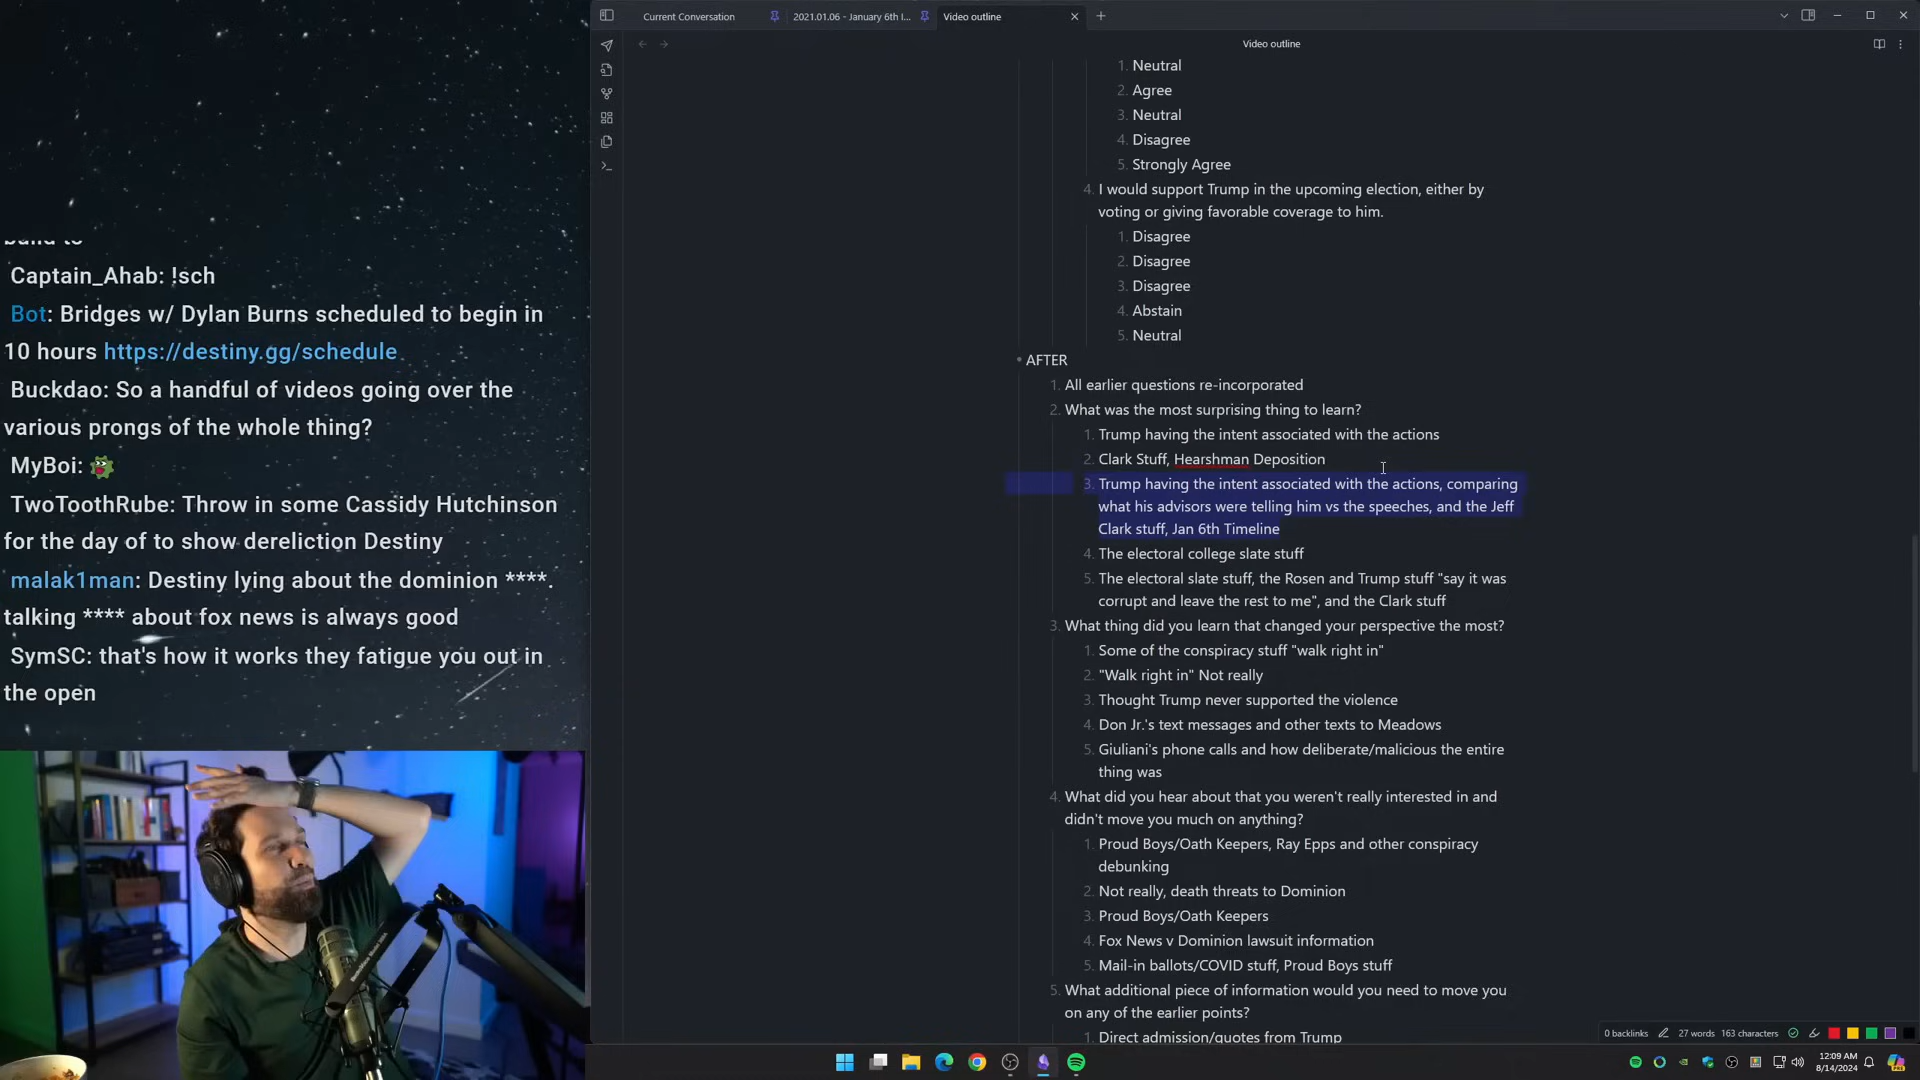 build to
Captain_Ahab: !sch
Bot: Bridges w/ Dylan Burns scheduled to begin in
10 hours https://destiny.gg/schedule
Buckdao: So a handful of videos going over the
various prongs of the whole thing?
MyBoi:
TwoToothRube: Throw in some Cassidy Hutchinson
for the day of to show dereliction Destiny
malak1man: Destiny lying about the dominion ****.
talking **** about fox news is always good
SymSC: that's how it works they fatigue you out in
the open
Current Conversation
2021.01.06 - January 6th I...
Video outline
Video outline
1. Neutral
2. Agree
3. Neutral
4. Disagree
5. Strongly Agree
4. I would support Trump in the upcoming election, either by
voting or giving favorable coverage to him.
1. Disagree
2. Disagree
3. Disagree
4. Abstain
5. Neutral
• AFTER
1. All earlier questions re-incorporated
2. What was the most surprising thing to learn?
1. Trump having the intent associated with the actions
2. Clark Stuff, Hearshman Deposition
3. Trump having the intent associated with the actions, comparing
what his advisors were telling him vs the speeches, and the Jeff
Clark stuff, Jan 6th Timeline
4. The electoral college slate stuff
5. The electoral slate stuff, the Rosen and Trump stuff "say it was
corrupt and leave the rest to me", and the Clark stuff
3. What thing did you learn that changed your perspective the most?
1. Some of the conspiracy stuff "walk right in"
2. "Walk right in" Not really
3. Thought Trump never supported the violence
4. Don Jr.'s text messages and other texts to Meadows
5. Giuliani's phone calls and how deliberate/malicious the entire
thing was
4. What did you hear about that you weren't really interested in and
didn't move you much on anything?
1. Proud Boys/Oath Keepers, Ray Epps and other conspiracy
debunking
2. Not really, death threats to Dominion
3. Proud Boys/Oath Keepers
4. Fox News v Dominion lawsuit information
5. Mail-in ballots/COVID stuff, Proud Boys stuff
5. What additional piece of information would you need to move you
on any of the earlier points?
1. Direct admission/quotes from Trump
0 backlinks
27 words
163 characters
12:09 AM
8/14/2024